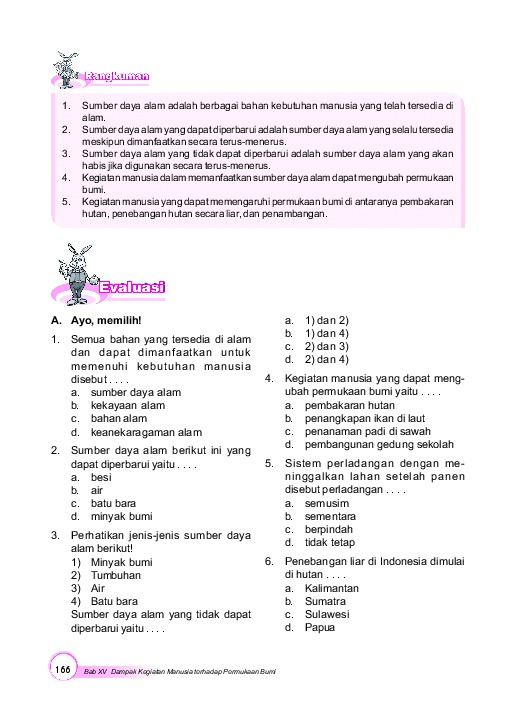 Rangkuman
1. Sumber daya alam adalah berbagai bahan kebutuhan manusia yang telah tersedia di
alam.
2. Sumber daya alam yang dapat diperbarui adalah sumber daya alam yang selalu tersedia
meskipun dimanfaatkan secara terus-menerus.
3. Sumber daya alam yang tidak dapat diperbarui adalah sumber daya alam yang akan
habis jika digunakan secara terus-menerus.
4. Kegiatan manusia dalam memanfaatkan sumber daya alam dapat mengubah permukaan
bumi.
5. Kegiatan manusia yang dapat memengaruhi permukaan bumi di antaranya pembakaran
hutan, penebangan hutan secara liar, dan penambangan.
Evaluasi
A. Ayo, memilih!
1. Semua bahan yang tersedia di alam
dan dapat dimanfaatkan untuk
memenuhi kebutuhan manusia
disebut . . . .
a. sumber daya alam
b. kekayaan alam
c. bahan alam
d. keanekaragaman alam
2. Sumber daya alam berikut ini yang
dapat diperbarui yaitu . . . .
a. besi
b. air
c. batu bara
d. minyak bumi
3. Perhatikan jenis-jenis sumber daya
alam berikut!
1) Minyak bumi
2) Tumbuhan
3) Air
4) Batu bara
Sumber daya alam yang tidak dapat
diperbarui yaitu . . . .
a. 1) dan 2)
b. 1) dan 4)
c. 2) dan 3)
d. 2) dan 4)
4. Kegiatan manusia yang dapat meng-
ubah permukaan bumi yaitu . . . .
a. pembakaran hutan
b. penangkapan ikan di laut
c. penanaman padi di sawah
d. pembangunan gedung sekolah
5. Sistem perladangan dengan me-
ninggalkan lahan setelah panen
disebut perladangan . . . .
a. semusim
b. sementara
c. berpindah
d. tidak tetap
6. Penebangan liar di Indonesia dimulai
di hutan . . . .
a. Kalimantan
b. Sumatra
c. Sulawesi
d. Papua
166 Bab XV Dampak Kegiatan Manusia terhadap Permukaan Bumi